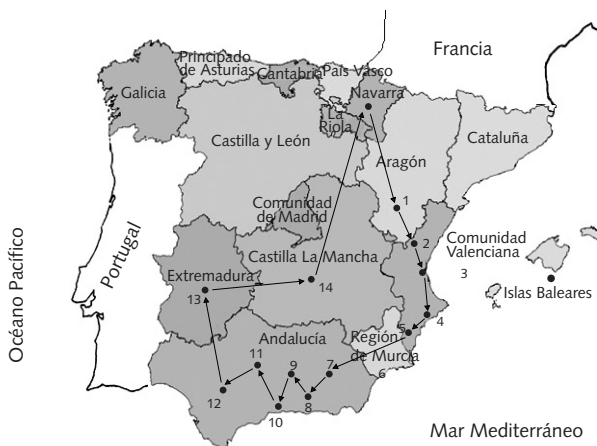 Francia
Principado
de Asturias
Cantabria
País Vasco
Navarra
Galicia
La
Riola
Castilla y León
Cataluña
Aragón
1
Comunidad
de Madrid
2
Comunidad
Valenciana
3
Castilla La Mancha
Extremadura
13
14
Islas Baleares
Portugal
Océano Pacífico
4
5
Región
de Murcia
6
Andalucía
7
8
9
10
11
12
Mar Mediterráneo